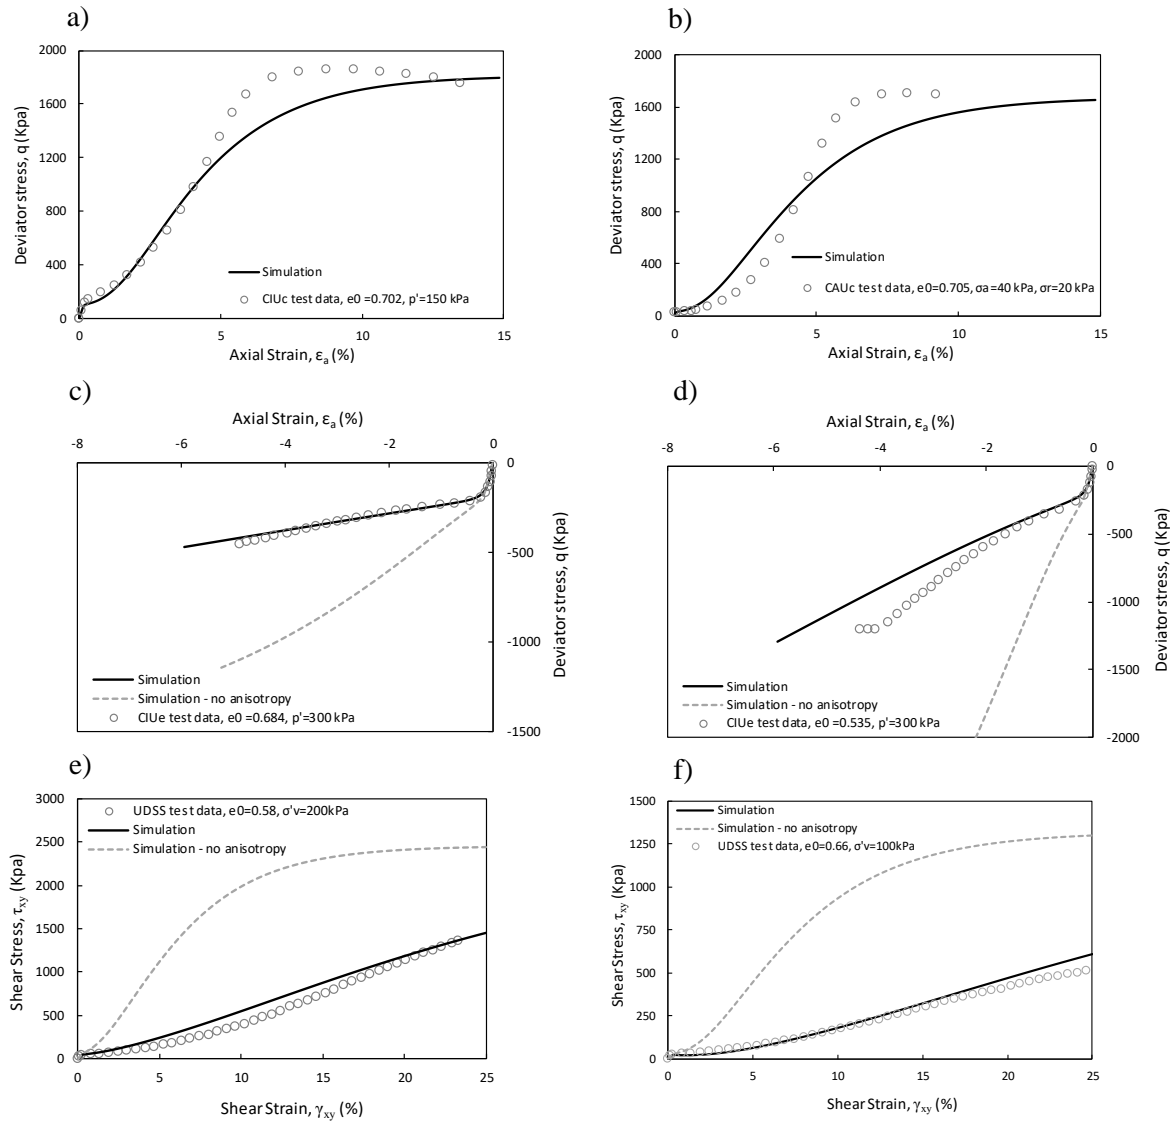 a)
2000
1600
1200
800
400
0
Deviator stress, q (Kpa)
Simulation
CIUc test data, e0 =0.702, p'=150 kPa
0
5
10
15
Axial Strain, εa (%)
b)
2000
1600
1200
800
400
0
Deviator stress, q (Kpa)
Simulation
CAUc test data, e0=0.705, σa=40 kPa, σr=20 kPa
0
5
10
15
Axial Strain, εa (%)
c)
Axial Strain, εa (%)
-8
-6
-4
-2
0
0
-500
-1000
-1500
Deviator stress, q (Kpa)
Simulation
Simulation - no anisotropy
CIUe test data, e0 =0.684, p'=300 kPa
d)
Axial Strain, εa (%)
-8
-6
-4
-2
0
0
-500
-1000
-1500
-2000
Deviator stress, q (Kpa)
Simulation
Simulation - no anisotropy
CIUe test data, e0 =0.535, p'=300 kPa
e)
3000
2500
2000
1500
1000
500
0
Shear Stress, τxy (Kpa)
UDSS test data, e0=0.58, σ'v=200kPa
Simulation
Simulation - no anisotropy
0
5
10
15
20
25
Shear Strain, γxy (%)
f)
1500
1250
1000
750
500
250
0
Shear Stress, τxy (Kpa)
Simulation
Simulation - no anisotropy
UDSS test data, e0=0.66, σ'v=100kPa
0
5
10
15
20
25
Shear Strain, γxy (%)